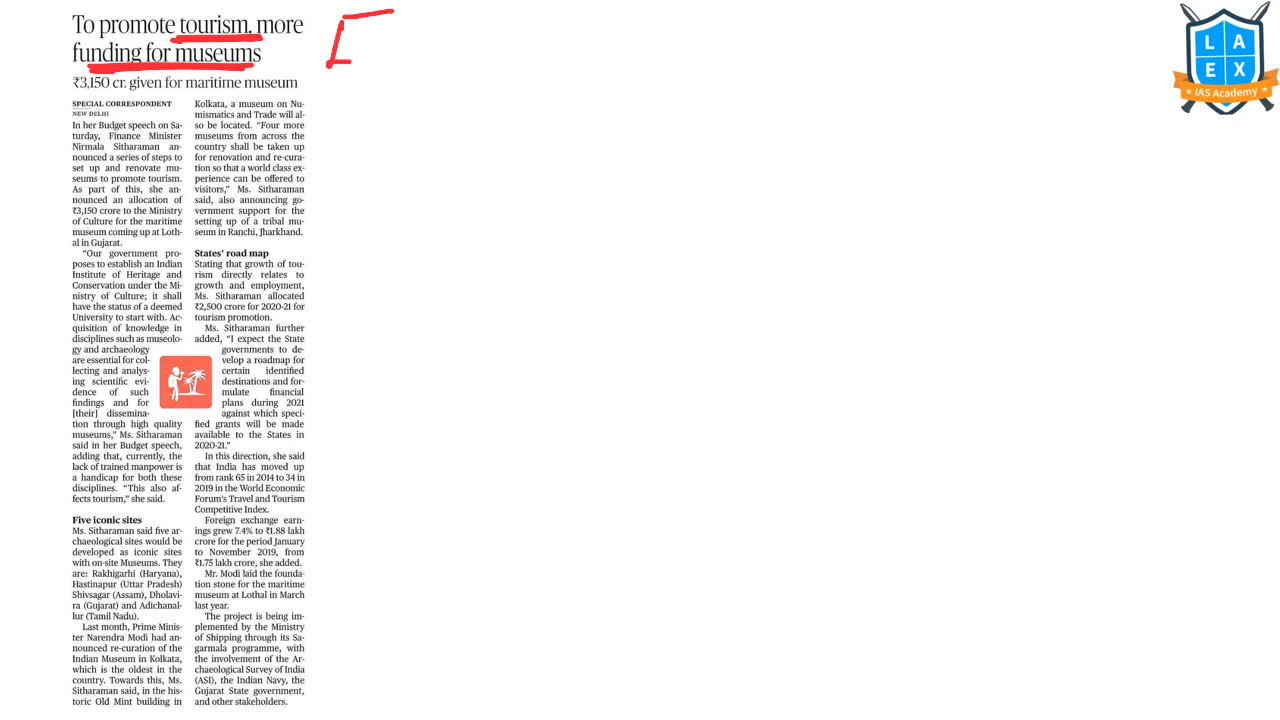 To promote tourism, more
funding for museums
₹3,150 cr. given for maritime museum
SPECIAL CORRESPONDENT
NEW DELHI
In her Budget speech on Sa-
turday, Finance Minister
Nirmala Sitharaman an-
nounced a series of steps to
set up and renovate mu-
seums to promote tourism.
As part of this, she an-
nounced an allocation of
₹3,150 crore to the Ministry
of Culture for the maritime
museum coming up at Loth-
al in Gujarat.
“Our government pro-
poses to establish an Indian
Institute of Heritage and
Conservation under the Mi-
nistry of Culture; it shall
have the status of a deemed
University to start with. Ac-
quisition of knowledge in
disciplines such as museolo-
gy and archaeology
are essential for col-
lecting and analys-
ing scientific evi-
dence of such
findings and for
[their] dissemina-
tion through high quality
museums,” Ms. Sitharaman
said in her Budget speech,
adding that, currently, the
lack of trained manpower is
a handicap for both these
disciplines. “This also af-
fects tourism,” she said.
Five iconic sites
Ms. Sitharaman said five ar-
chaeological sites would be
developed as iconic sites
with on-site Museums. They
are: Rakhigarhi (Haryana),
Hastinapur (Uttar Pradesh)
Shivsagar (Assam), Dholavi-
ra (Gujarat) and Adichanal-
lur (Tamil Nadu).
Last month, Prime Minis-
ter Narendra Modi had an-
nounced re-curation of the
Indian Museum in Kolkata,
which is the oldest in the
country. Towards this, Ms.
Sitharaman said, in the his-
toric Old Mint building in
Kolkata, a museum on Nu-
mismatics and Trade will al-
so be located. “Four more
museums from across the
country shall be taken up
for renovation and re-cura-
tion so that a world class ex-
perience can be offered to
visitors,” Ms. Sitharaman
said, also announcing go-
vernment support for the
setting up of a tribal mu-
seum in Ranchi, Jharkhand.
States’ road map
Stating that growth of tou-
rism directly relates to
growth and employment,
Ms. Sitharaman allocated
₹2,500 crore for 2020-21 for
tourism promotion.
Ms. Sitharaman further
added, “I expect the State
governments to de-
velop a roadmap for
certain identified
destinations and for-
mulate financial
plans during 2021
against which speci-
fied grants will be made
available to the States in
2020-21.”
In this direction, she said
that India has moved up
from rank 65 in 2014 to 34 in
2019 in the World Economic
Forum’s Travel and Tourism
Competitive Index.
Foreign exchange earn-
ings grew 7.4% to ₹1.88 lakh
crore for the period January
to November 2019, from
₹1.75 lakh crore, she added.
Mr. Modi laid the founda-
tion stone for the maritime
museum at Lothal in March
last year.
The project is being im-
plemented by the Ministry
of Shipping through its Sa-
garmala programme, with
the involvement of the Ar-
chaeological Survey of India
(ASI), the Indian Navy, the
Gujarat State government,
and other stakeholders.
L A
E X
IAS Academy